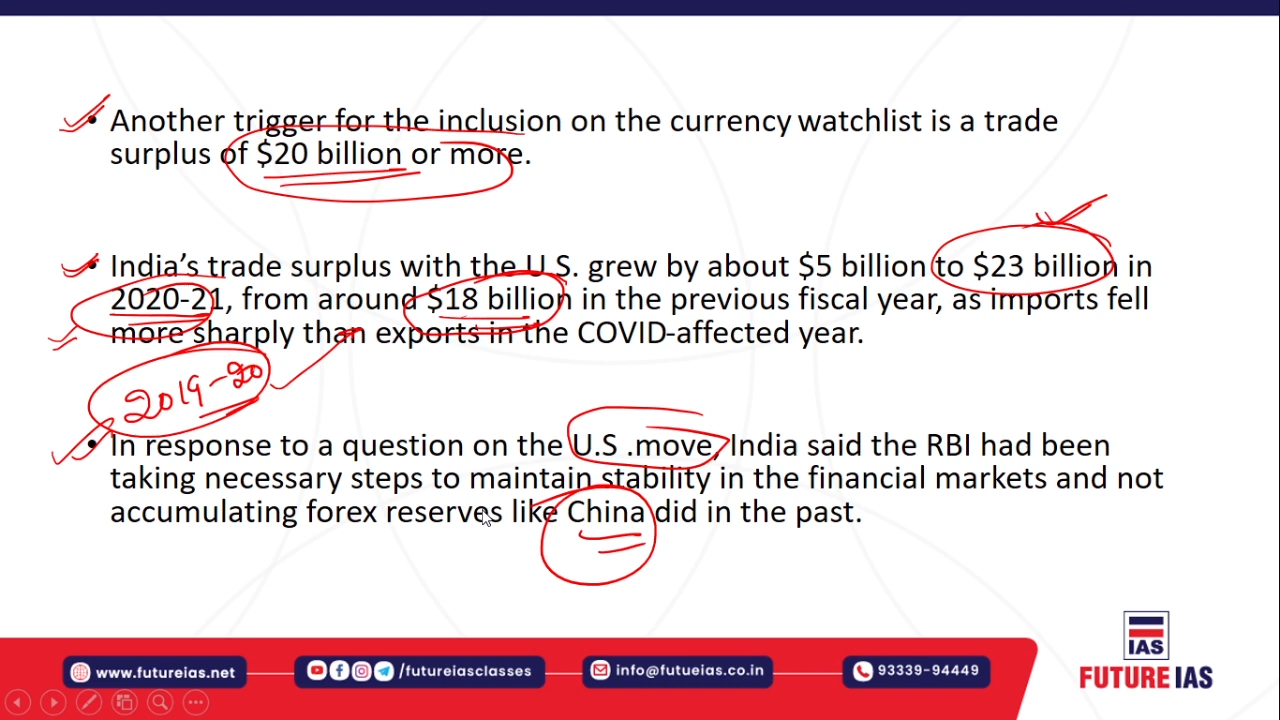 • Another trigger for the inclusion on the currency watchlist is a trade
surplus of $20 billion or more.
• India's trade surplus with the U.S. grew by about $5 billion to $23 billion in
2020-21, from around $18 billion in the previous fiscal year, as imports fell
more sharply than exports in the COVID-affected year.
2019-20
• In response to a question on the U.S .move, India said the RBI had been
taking necessary steps to maintain stability in the financial markets and not
accumulating forex reserves like China did in the past.
IAS
www.futureias.net /futureiasclasses info@futueias.co.in 93339-94449
FUTURE IAS